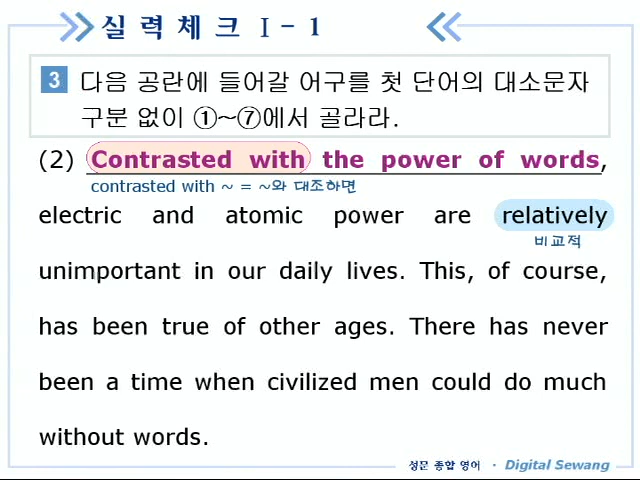 실력체크 I - 1
3 다음 공란에 들어갈 어구를 첫 단어의 대소문자
구분 없이 ①~⑦에서 골라라.
(2) Contrasted with the power of words,
contrasted with ~ = ~와 대조하면
electric and atomic power are relatively
비교적
unimportant in our daily lives. This, of course,
has been true of other ages. There has never
been a time when civilized men could do much
without words.
성문 종합 영어 · Digital Sewang